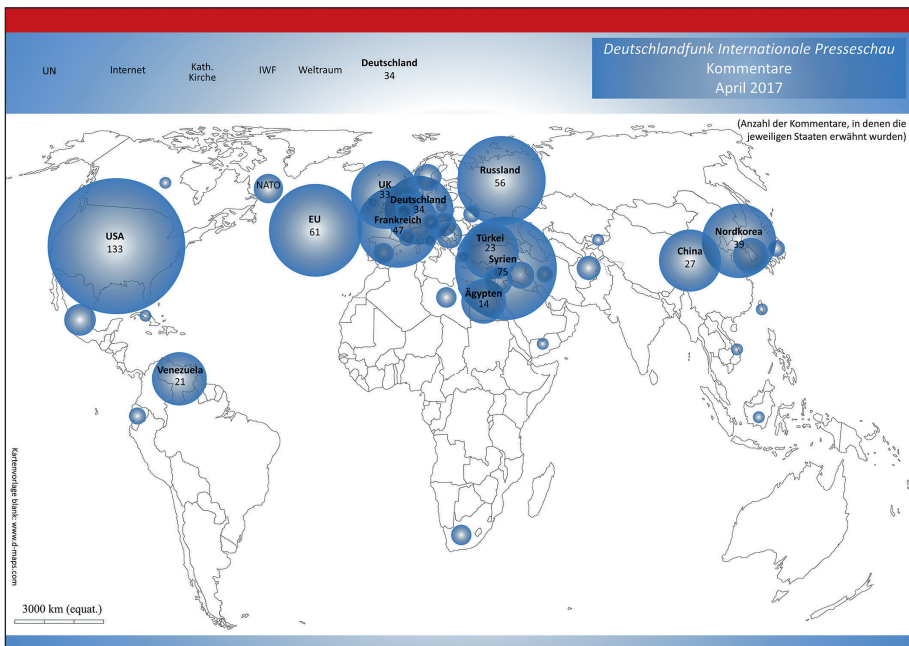 Deutschlandfunk Internationale Presseschau
Kommentare
April 2017
UN
Internet
Kath.
Kirche
IWF
Weltraum
Deutschland
34
(Anzahl der Kommentare, in denen die
jeweiligen Staaten erwähnt wurden)
NATO
USA
133
EU
61
UK
33
Deutschland
34
Frankreich
47
Russland
56
Türkei
23
Syrien
75
Ägypten
14
China
27
Nordkorea
39
Venezuela
21
Kartenvorlage blank: www.d-maps.com
3000 km (equat.)